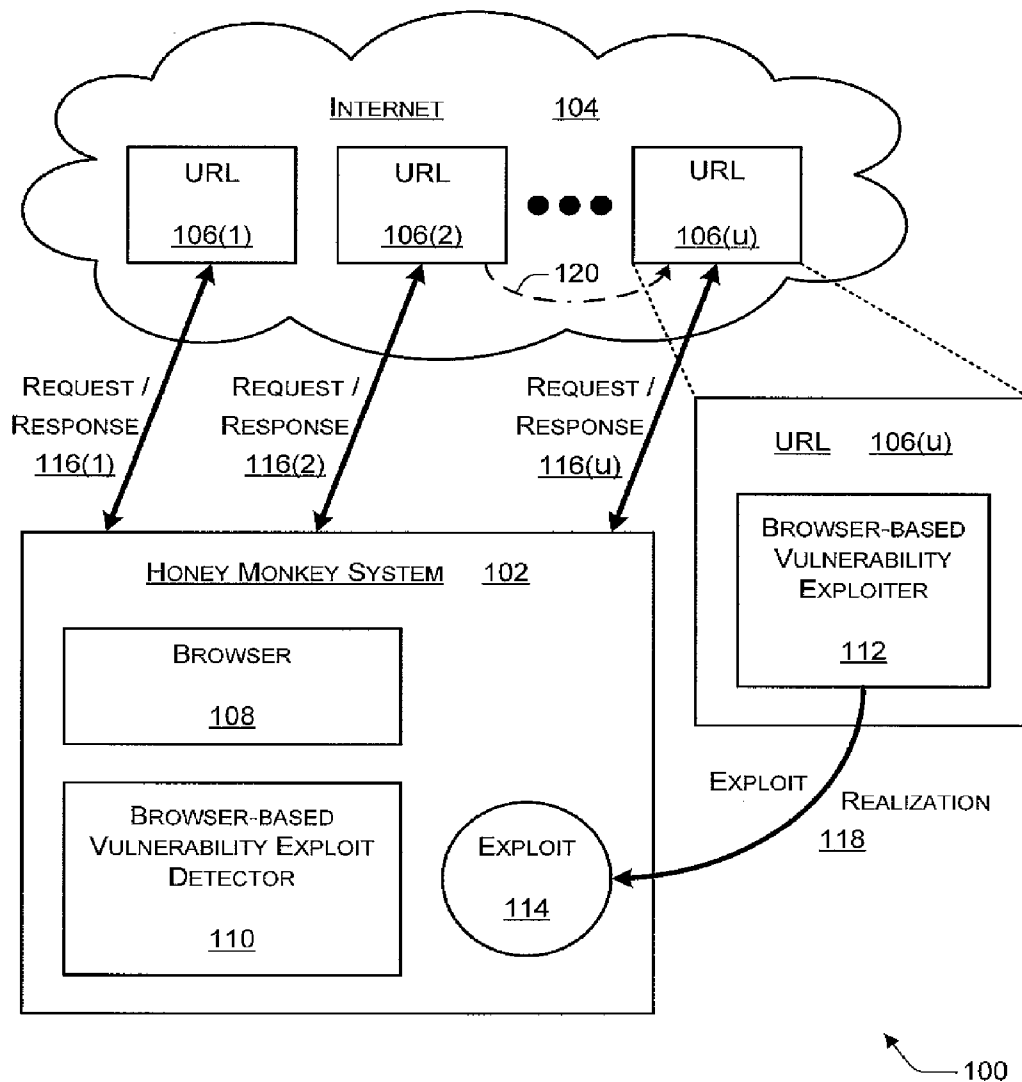 INTERNET 104
URL
106(1)
URL
106(2)
URL
106(u)
120
REQUEST /
RESPONSE
116(1)
REQUEST /
RESPONSE
116(2)
REQUEST /
RESPONSE
116(u)
URL 106(u)
BROWSER-BASED
VULNERABILITY
EXPLOITER
112
HONEY MONKEY SYSTEM 102
BROWSER
108
BROWSER-BASED
VULNERABILITY EXPLOIT
DETECTOR
110
EXPLOIT
114
EXPLOIT
REALIZATION
118
100